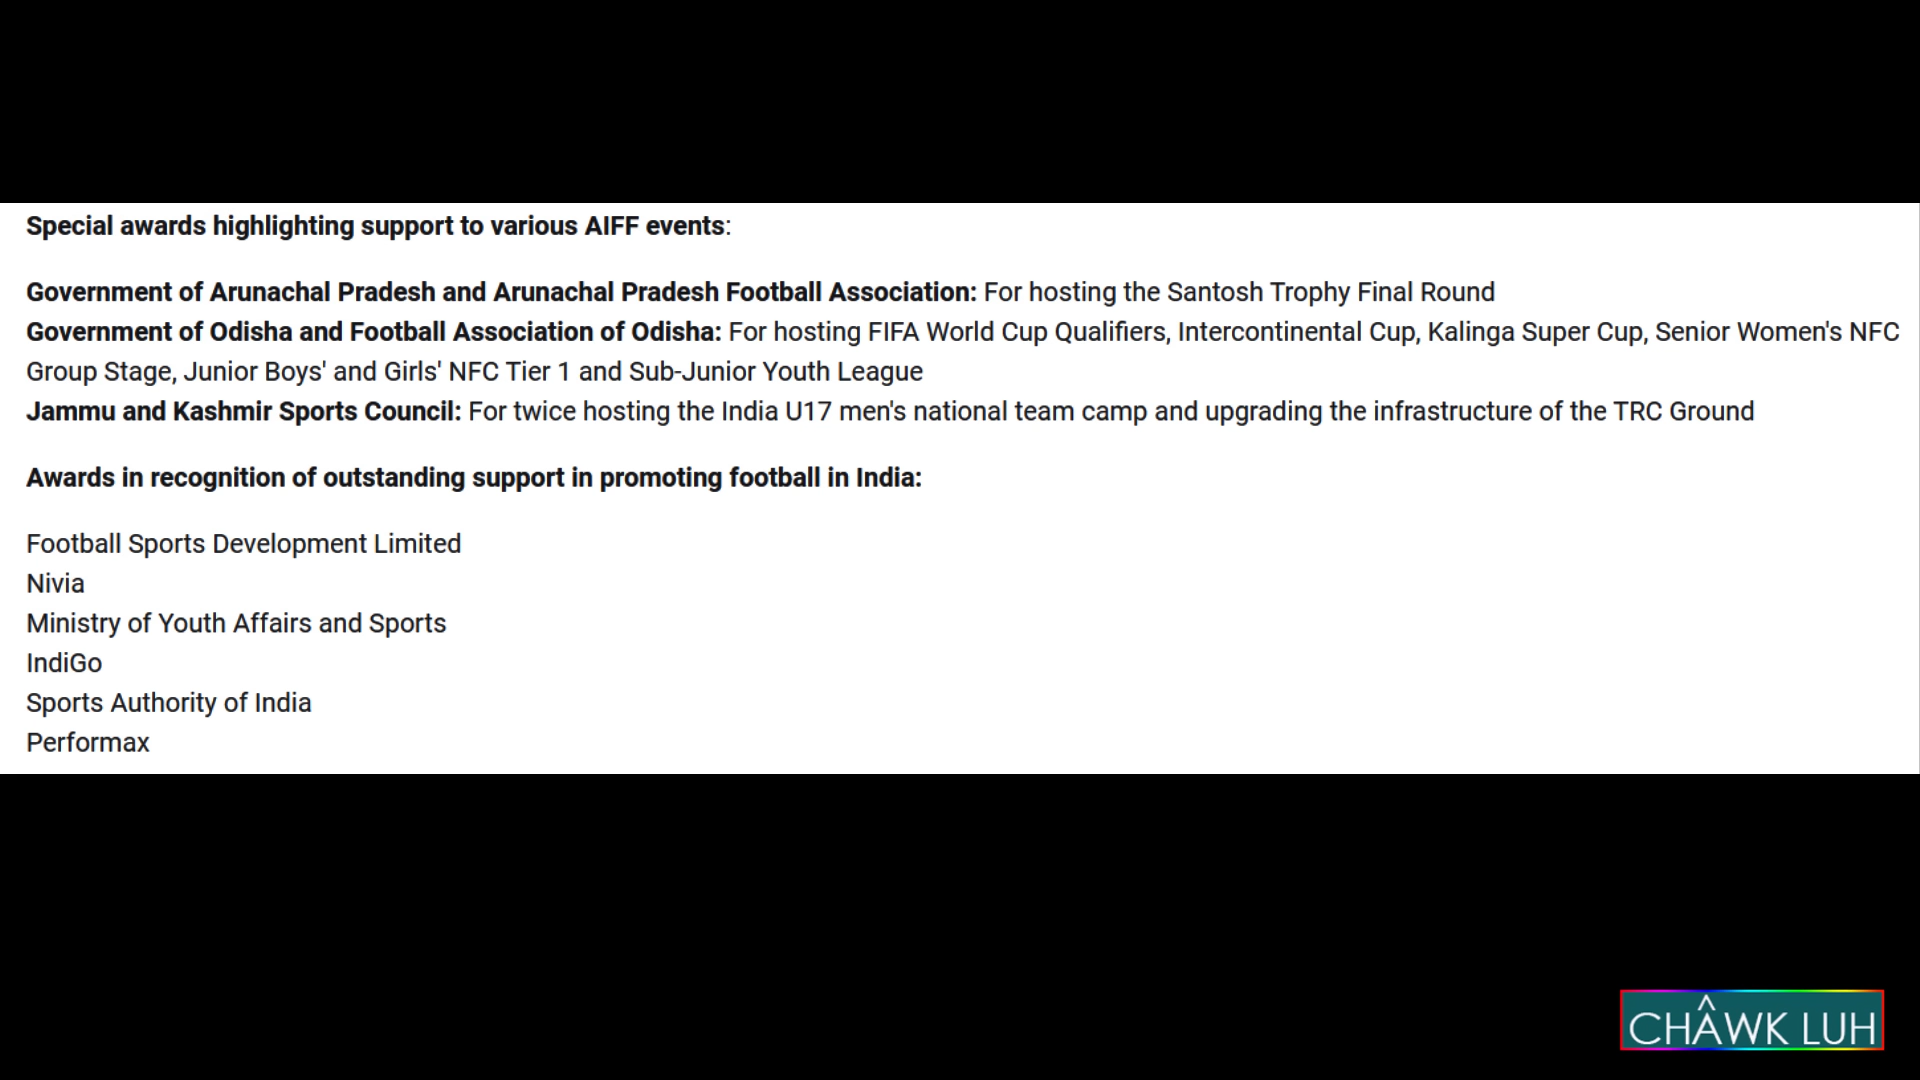 Special awards highlighting support to various AIFF events:
Government of Arunachal Pradesh and Arunachal Pradesh Football Association: For hosting the Santosh Trophy Final Round
Government of Odisha and Football Association of Odisha: For hosting FIFA World Cup Qualifiers, Intercontinental Cup, Kalinga Super Cup, Senior Women's NFC
Group Stage, Junior Boys' and Girls' NFC Tier 1 and Sub-Junior Youth League
Jammu and Kashmir Sports Council: For twice hosting the India U17 men's national team camp and upgrading the infrastructure of the TRC Ground
Awards in recognition of outstanding support in promoting football in India:
Football Sports Development Limited
Nivia
Ministry of Youth Affairs and Sports
IndiGo
Sports Authority of India
Performax
CHÂWK LUH